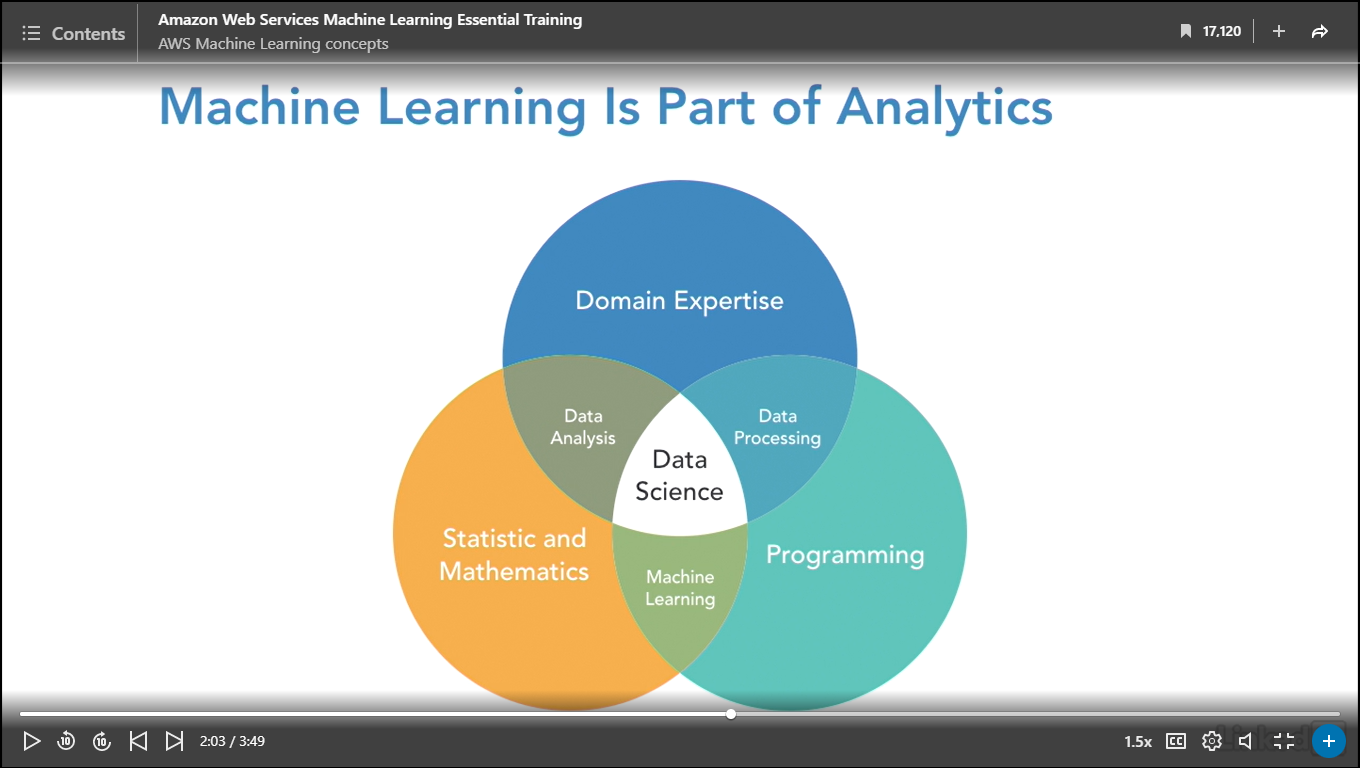 Contents
Amazon Web Services Machine Learning Essential Training
AWS Machine Learning concepts
17,120
Machine Learning Is Part of Analytics
Domain Expertise
Data
Analysis
Data
Processing
Data
Science
Statistic and
Mathematics
Programming
Machine
Learning
10
10
2:03 / 3:49
1.5x
CC